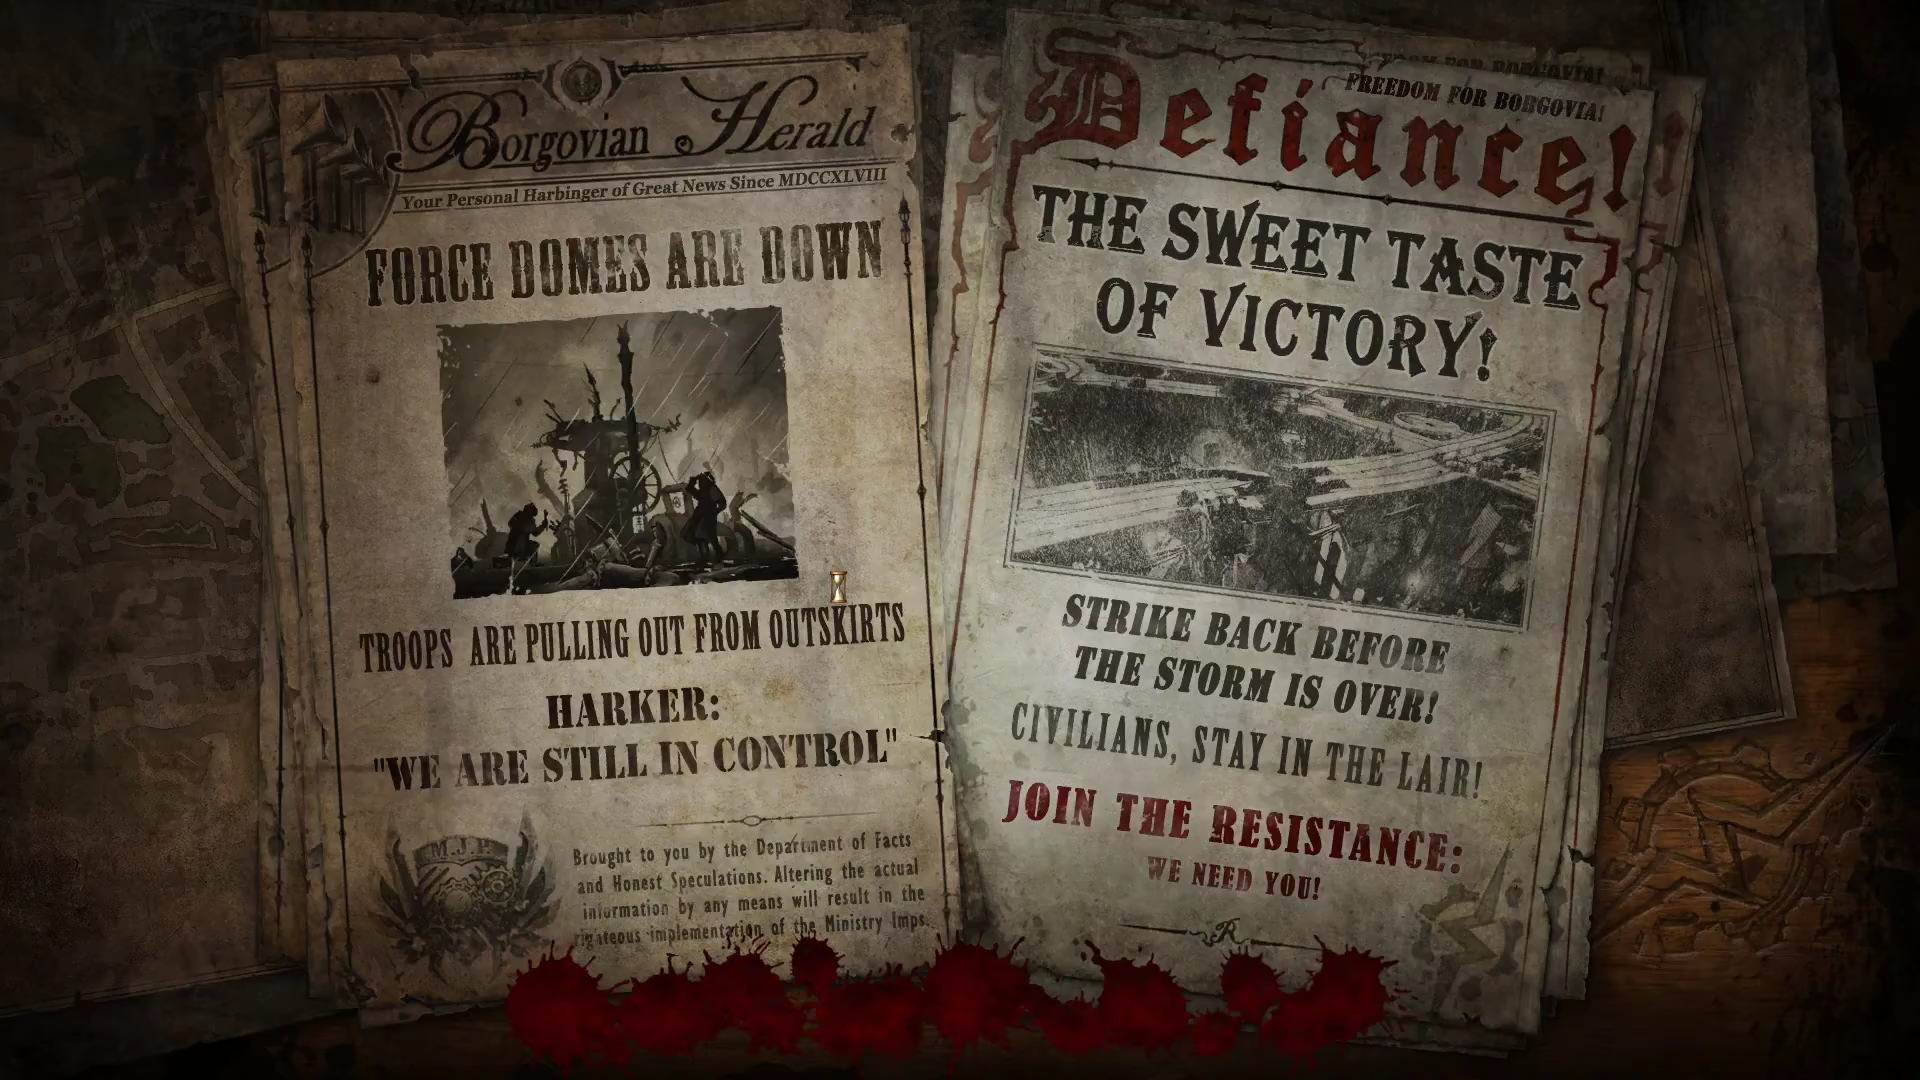 Borgovian Herald
Your Personal Harbinger of Great News Since MDCCXLVIII
FORCE DOMES ARE DOWN
TROOPS ARE PULLING OUT FROM OUTSKIRTS
HARKER:
"WE ARE STILL IN CONTROL"
M.J.P.
Brought to you by the Department of Facts
and Honest Speculations. Altering the actual
information by any means will result in the
righteous implementation of the Ministry Imps.
FREEDOM FOR BORGOVIA!
FREEDOM FOR BORGOVIA!
Defiance!
THE SWEET TASTE
OF VICTORY!
STRIKE BACK BEFORE
THE STORM IS OVER!
CIVILIANS, STAY IN THE LAIR!
JOIN THE RESISTANCE:
WE NEED YOU!
R